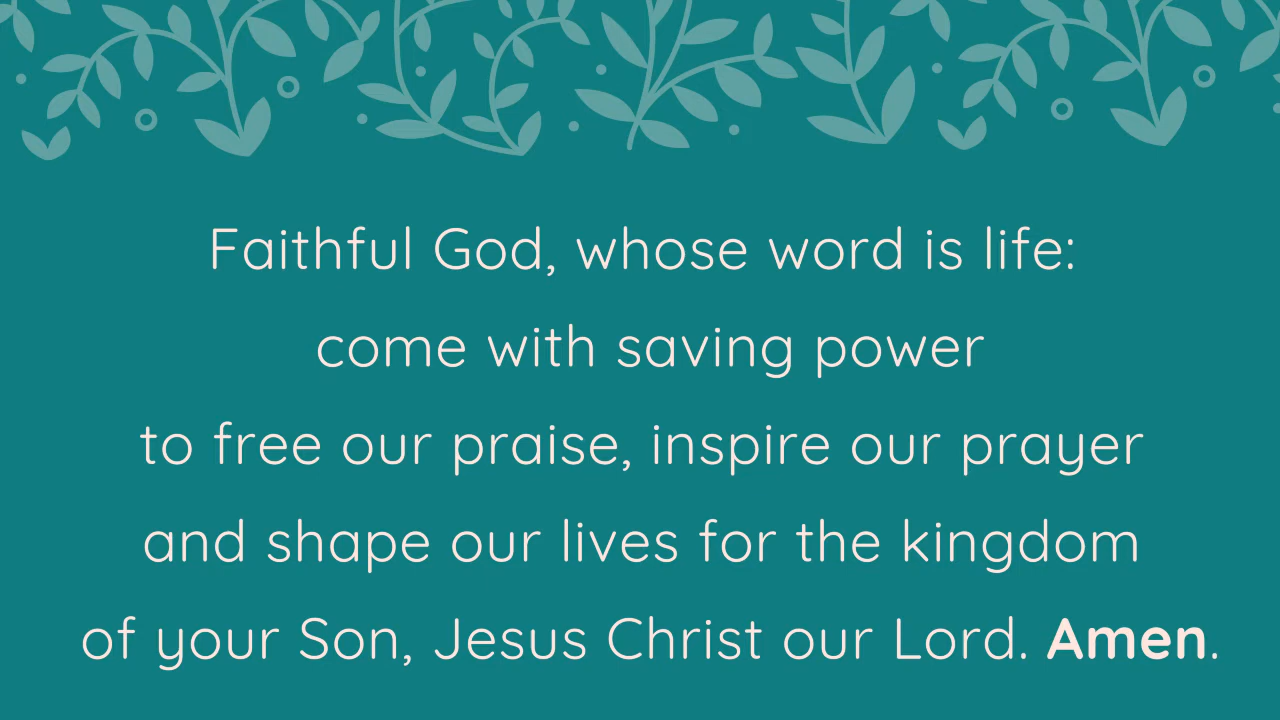 Faithful God, whose word is life:
come with saving power
to free our praise, inspire our prayer
and shape our lives for the kingdom
of your Son, Jesus Christ our Lord. Amen.